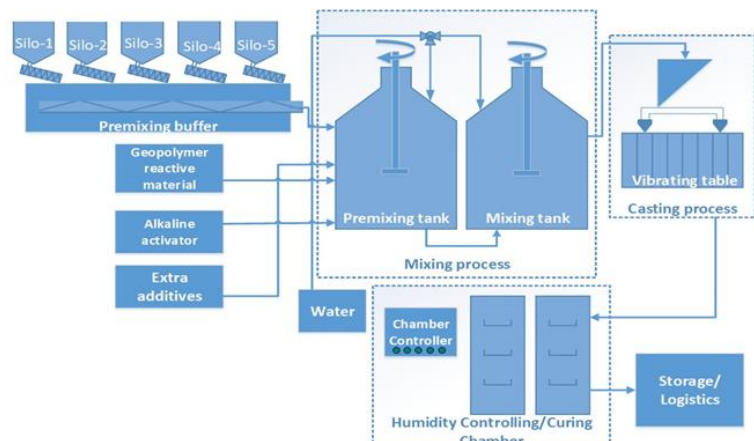 Silo-1 Silo-2 Silo-3 Silo-4 Silo-5
Premixing buffer
Geopolymer
reactive
material
Alkaline
activator
Extra
additives
Water
Premixing tank
Mixing tank
Mixing process
Vibrating table
Casting process
Chamber
Controller
Humidity Controlling/Curing
Chamber
Storage/
Logistics